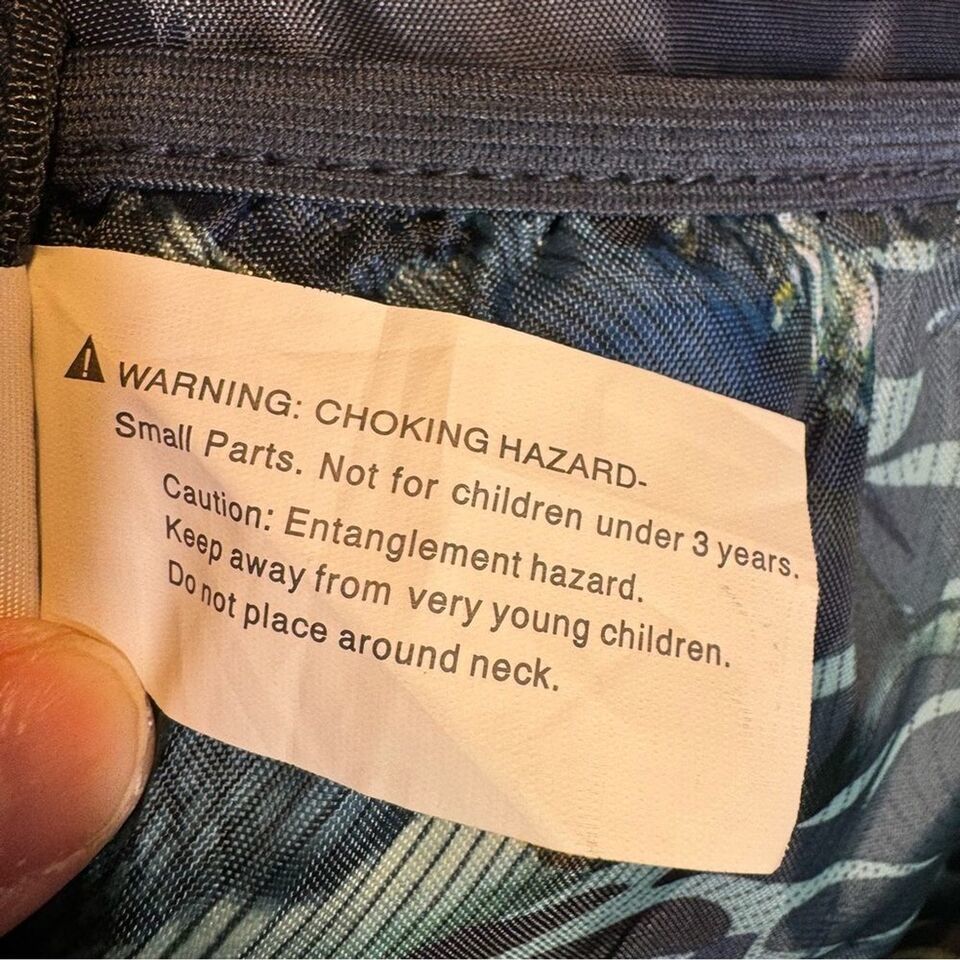 WARNING: CHOKING HAZARD-
Small Parts. Not for children under 3 years.
Caution: Entanglement hazard.
Keep away from very young children.
Do not place around neck.